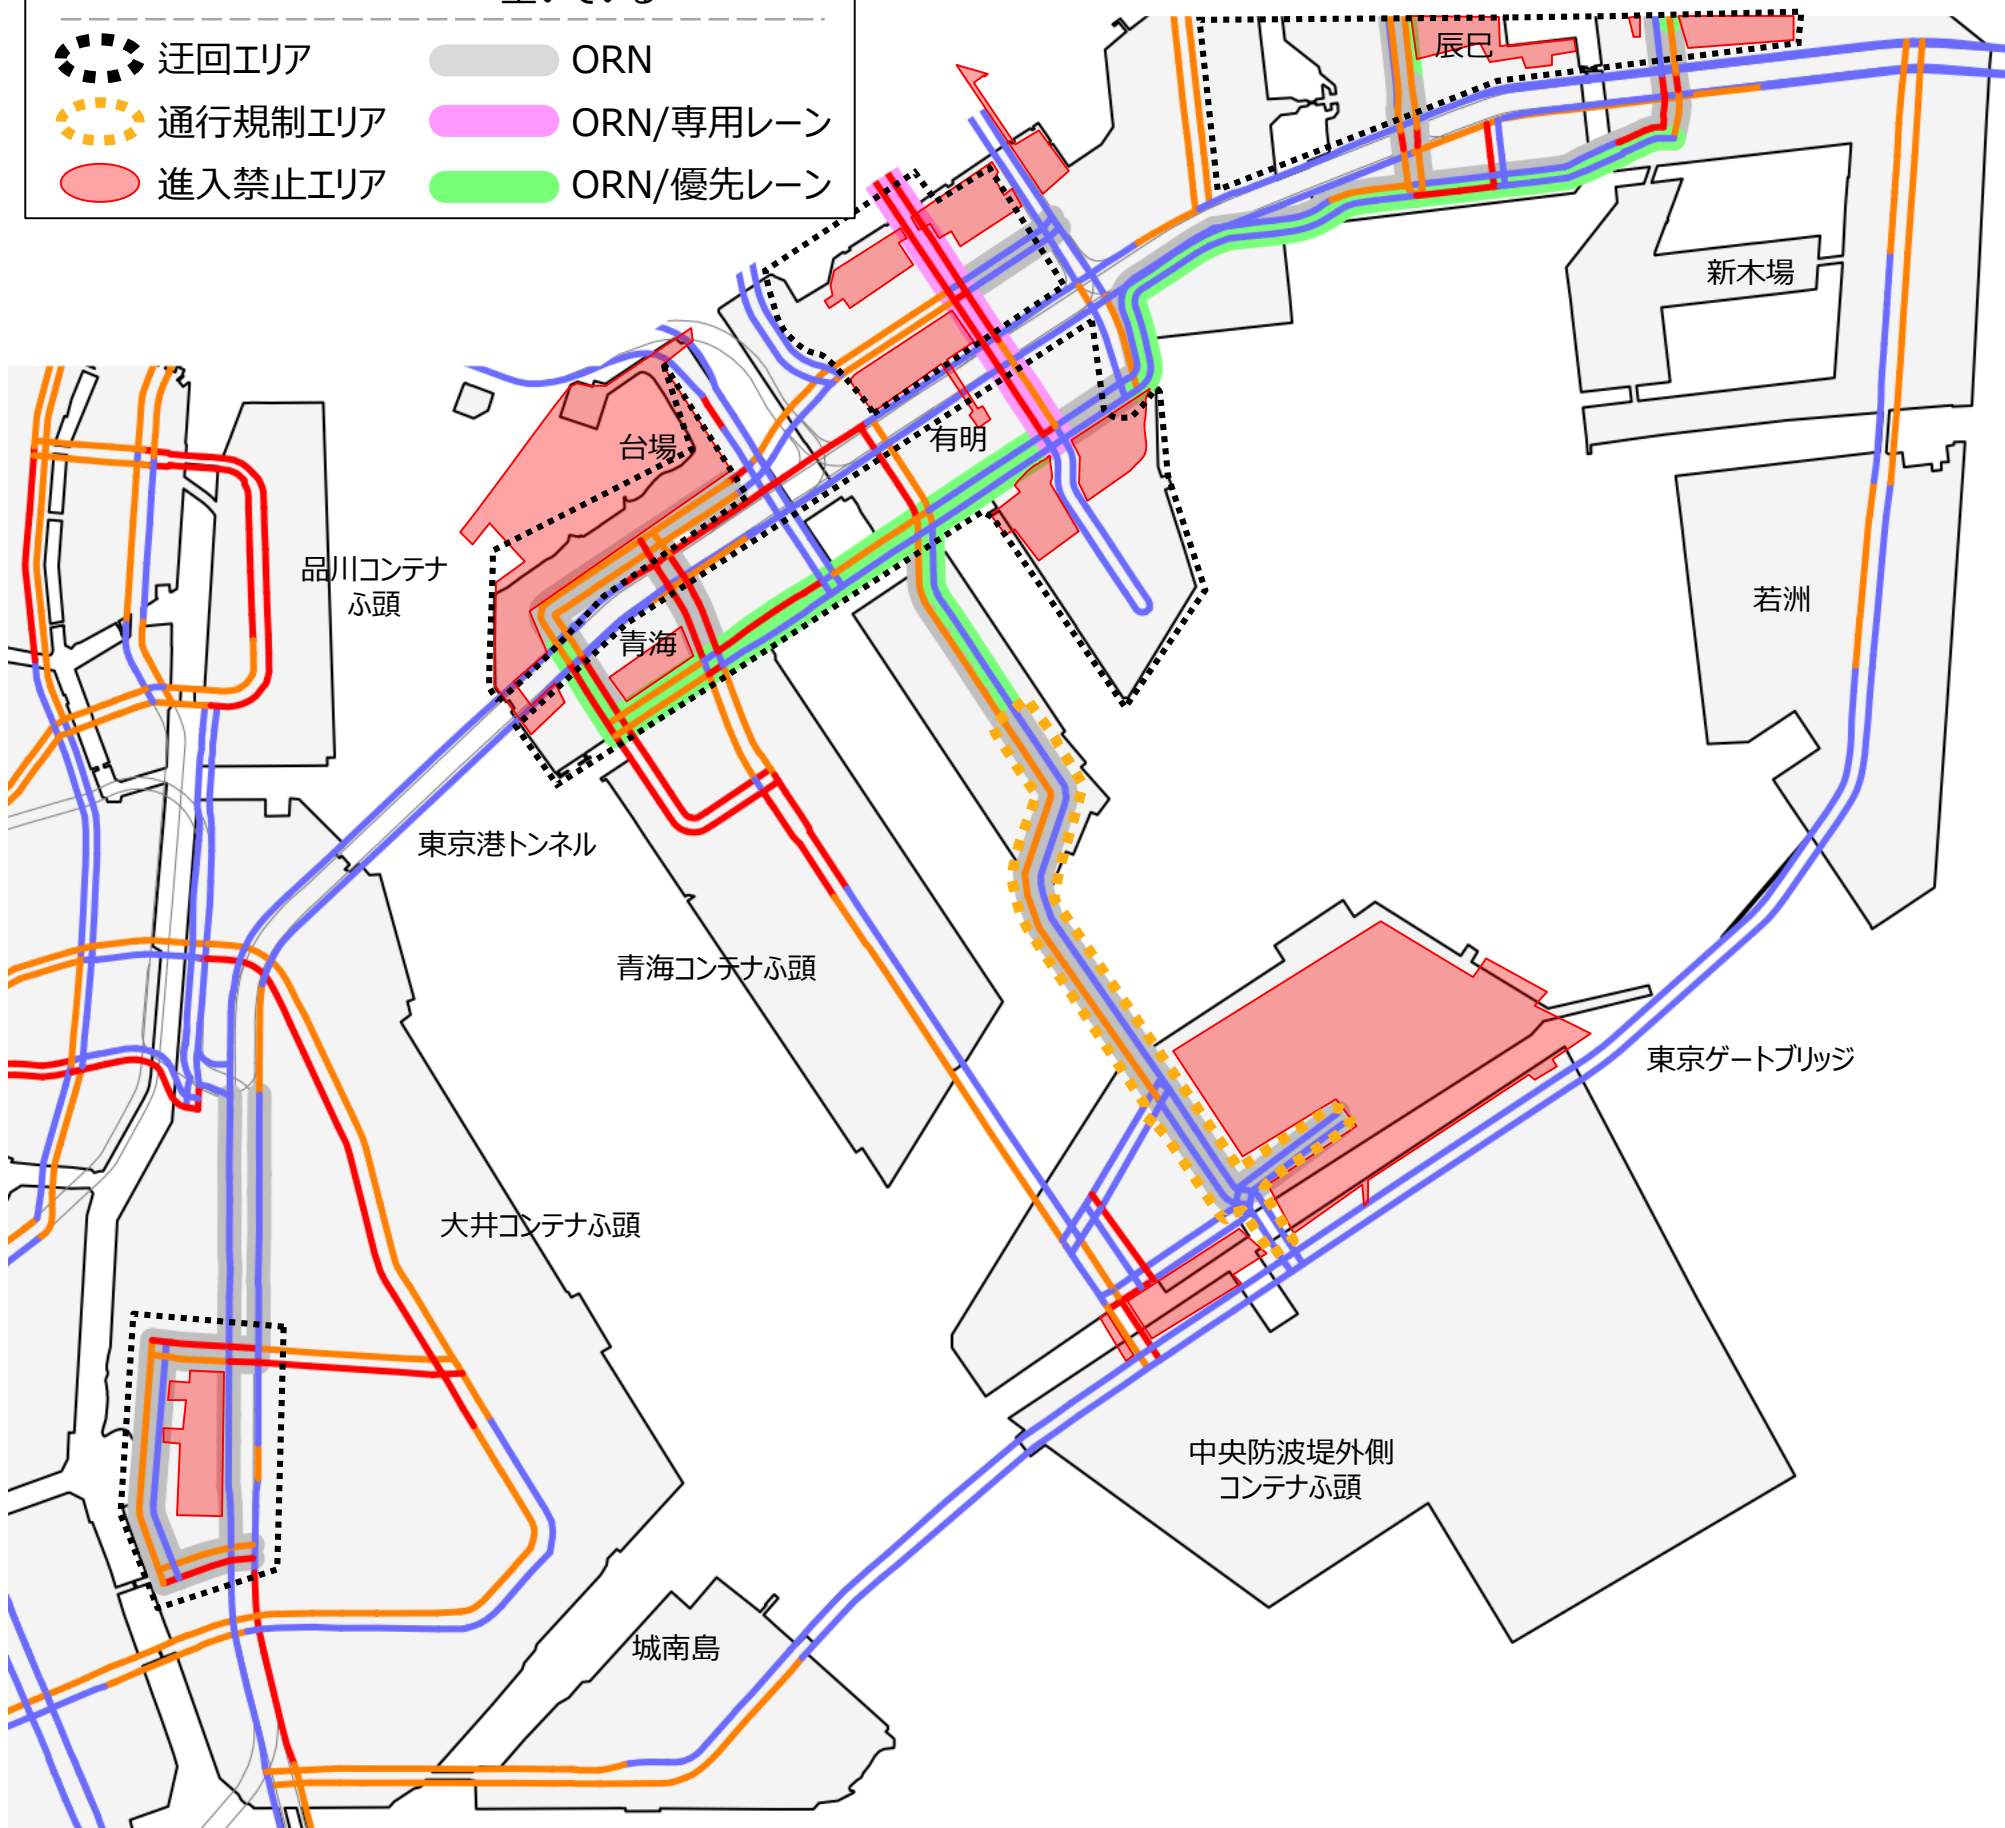 空いている
迂回エリア
ORN
通行規制エリア
ORN/専用レーン
進入禁止エリア
ORN/優先レーン
辰巳
新木場
有明
台場
品川コンテナ
ふ頭
若洲
青海
東京港トンネル
青海コンテナふ頭
東京ゲートブリッジ
大井コンテナふ頭
中央防波堤外側
コンテナふ頭
城南島